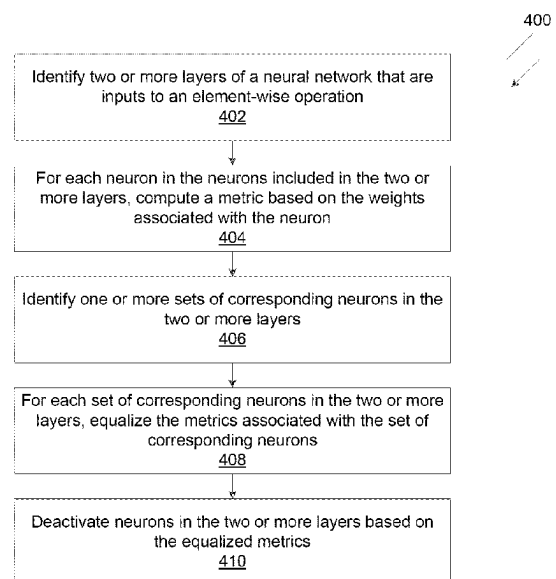 400
Identify two or more layers of a neural network that are
inputs to an element-wise operation
402
For each neuron in the neurons included in the two or
more layers, compute a metric based on the weights
associated with the neuron
404
Identify one or more sets of corresponding neurons in the
two or more layers
406
For each set of corresponding neurons in the two or more
layers, equalize the metrics associated with the set of
corresponding neurons
408
Deactivate neurons in the two or more layers based on
the equalized metrics
410